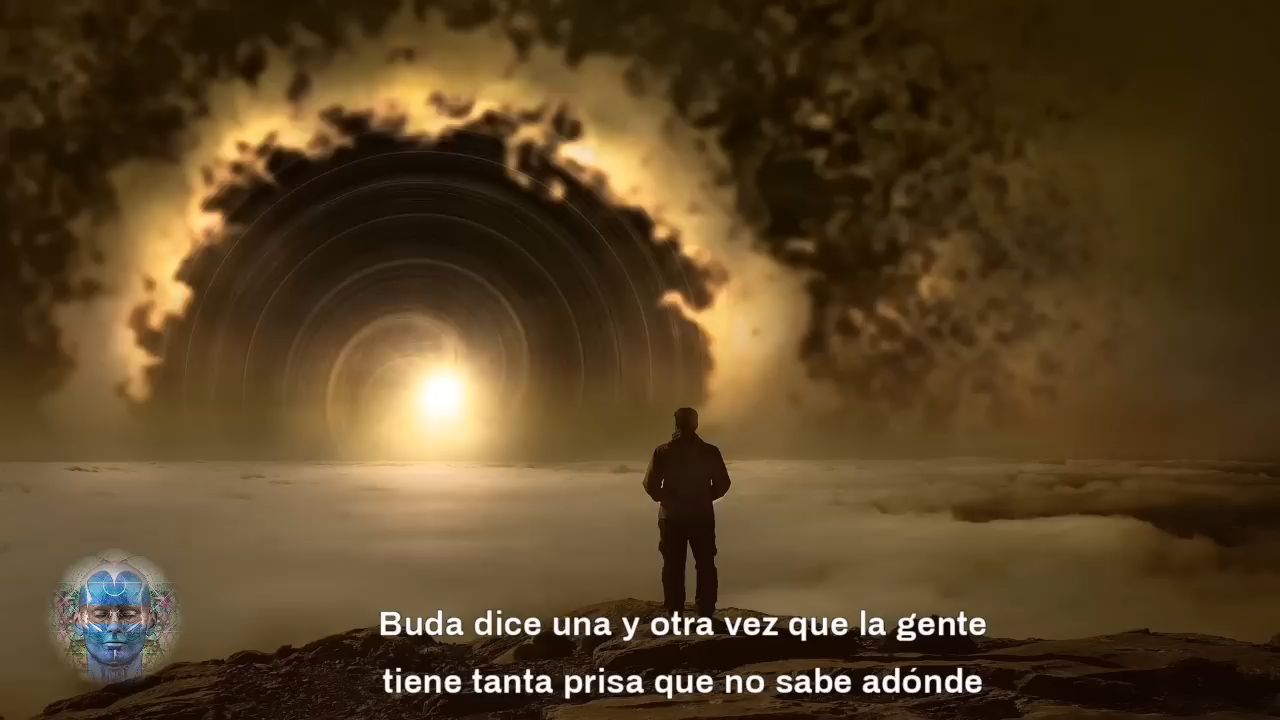 Buda dice una y otra vez que la gente
tiene tanta prisa que no sabe adónde